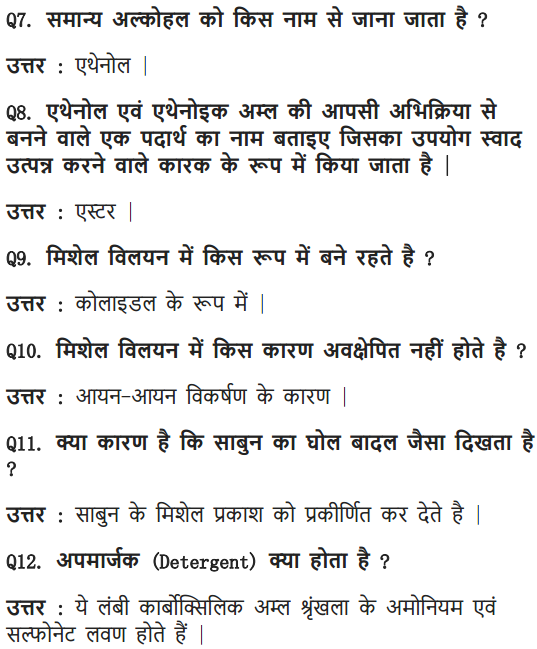 Q7. समान्य अल्कोहल को किस नाम से जाना जाता है ?
उत्तर : एथेनोल |
Q8. एथेनोल एवं एथेनोइक अम्ल की आपसी अभिक्रिया से
बनने वाले एक पदार्थ का नाम बताइए जिसका उपयोग स्वाद
उत्पन्न करने वाले कारक के रूप में किया जाता है |
उत्तर : एस्टर |
Q9. मिशेल विलयन में किस रूप में बने रहते है ?
उत्तर : कोलाइडल के रूप में |
Q10. मिशेल विलयन में किस कारण अवक्षेपित नहीं होते है ?
उत्तर : आयन-आयन विकर्षण के कारण |
Q11. क्या कारण है कि साबुन का घोल बादल जैसा दिखता है
?
उत्तर : साबुन के मिशेल प्रकाश को प्रकीर्णित कर देते है |
Q12. अपमार्जक (Detergent) क्या होता है ?
उत्तर : ये लंबी कार्बोक्सिलिक अम्ल श्रृंखला के अमोनियम एवं
सल्फोनेट लवण होते हैं |